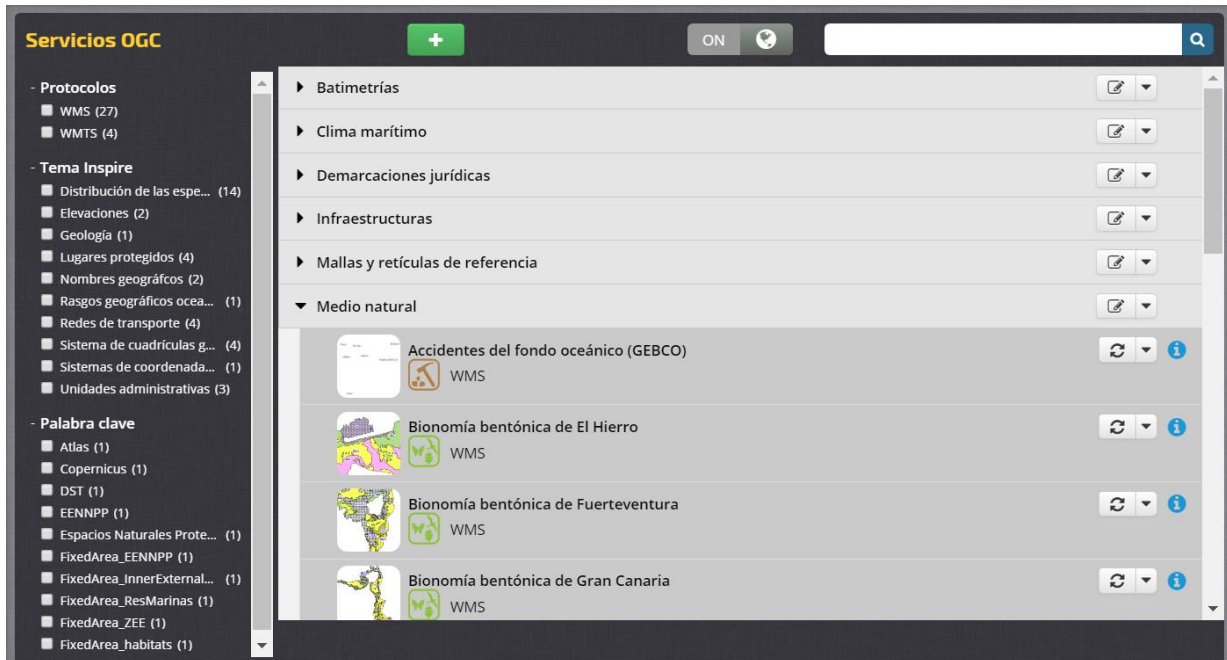 Servicios OGC
+
ON
- Protocolos
WMS (27)
WMTS (4)
- Tema Inspire
Distribución de las espe... (14)
Elevaciones (2)
Geología (1)
Lugares protegidos (4)
Nombres geográfcos (2)
Rasgos geográficos ocea... (1)
Redes de transporte (4)
Sistema de cuadrículas g... (4)
Sistemas de coordenada... (1)
Unidades administrativas (3)
- Palabra clave
Atlas (1)
Copernicus (1)
DST (1)
EENNPP (1)
Espacios Naturales Prote... (1)
FixedArea_EENNPP (1)
FixedArea_InnerExternal... (1)
FixedArea_ResMarinas (1)
FixedArea_ZEE (1)
FixedArea_habitats (1)
Batimetrías
Clima marítimo
Demarcaciones jurídicas
Infraestructuras
Mallas y retículas de referencia
Medio natural
Accidentes del fondo oceánico (GEBCO)
WMS
Bionomía bentónica de El Hierro
WMS
Bionomía bentónica de Fuerteventura
WMS
Bionomía bentónica de Gran Canaria
WMS